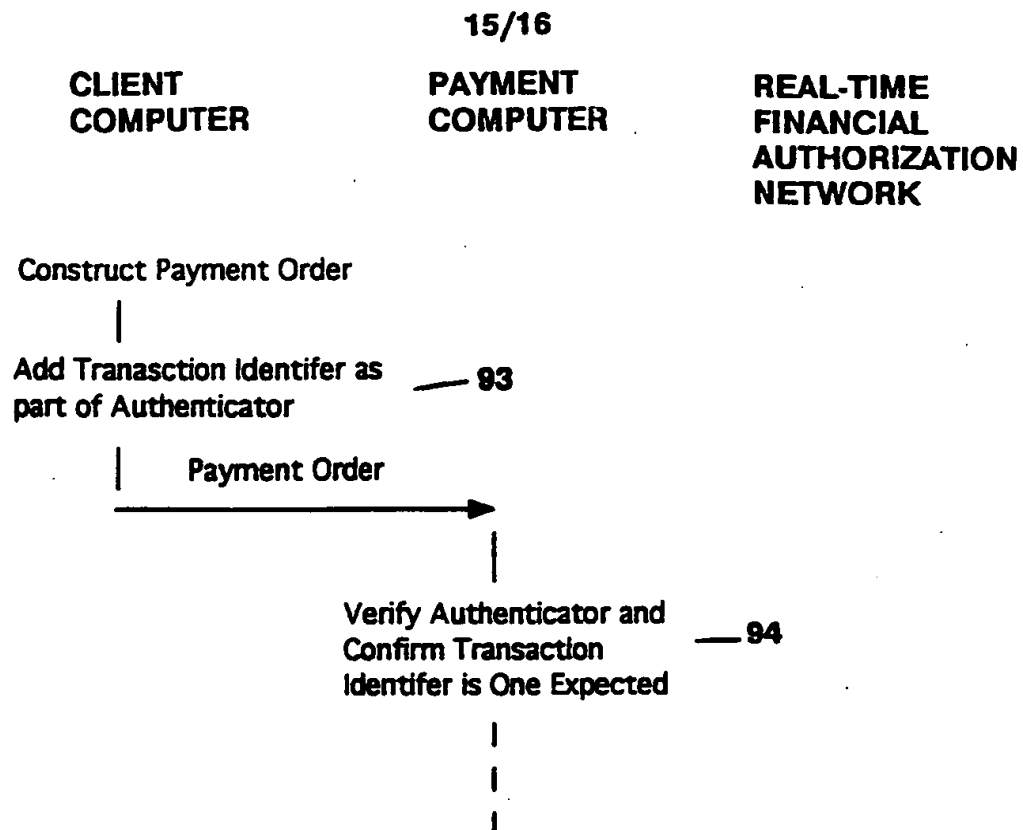 15/16
CLIENT
COMPUTER
PAYMENT
COMPUTER
REAL-TIME
FINANCIAL
AUTHORIZATION
NETWORK
Construct Payment Order
Add Tranasction Identifer as
part of Authenticator
93
Payment Order
Verify Authenticator and
Confirm Transaction
Identifer is One Expected
94